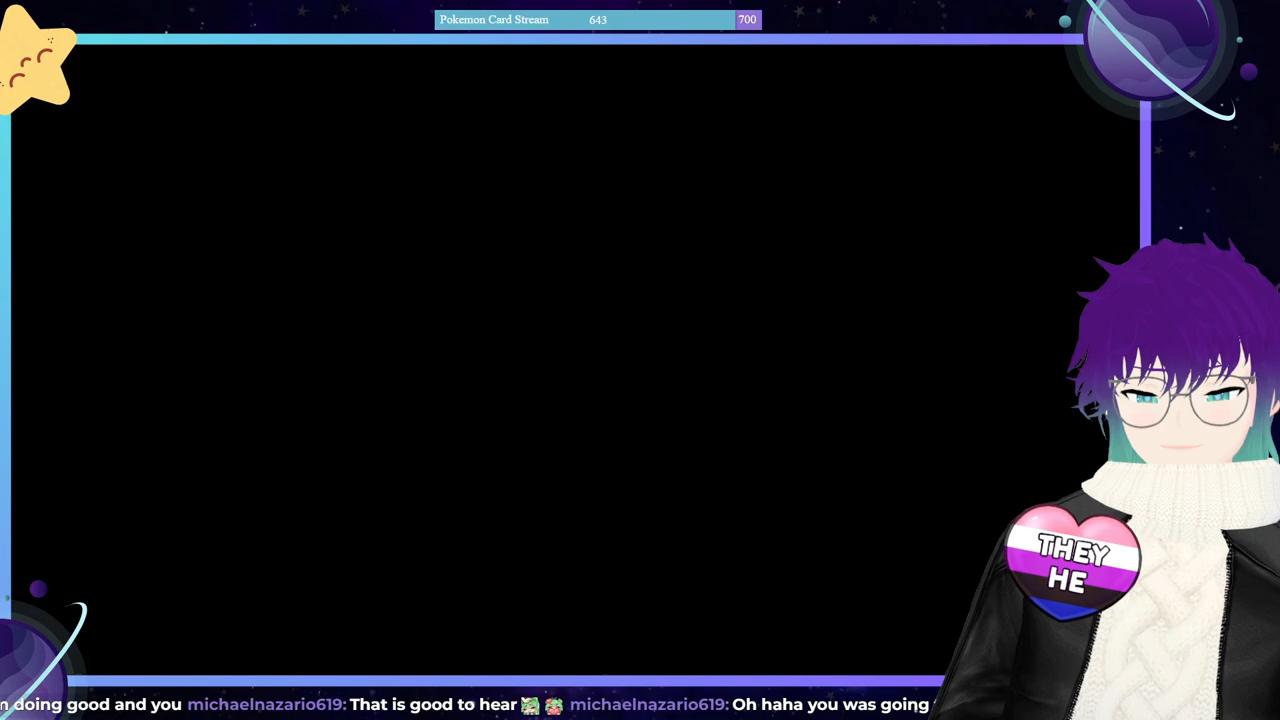 Pokemon Card Stream 643 700
THEY
HE
doing good and you michaelnazario619: That is good to hear michaelnazario619: Oh haha you was going